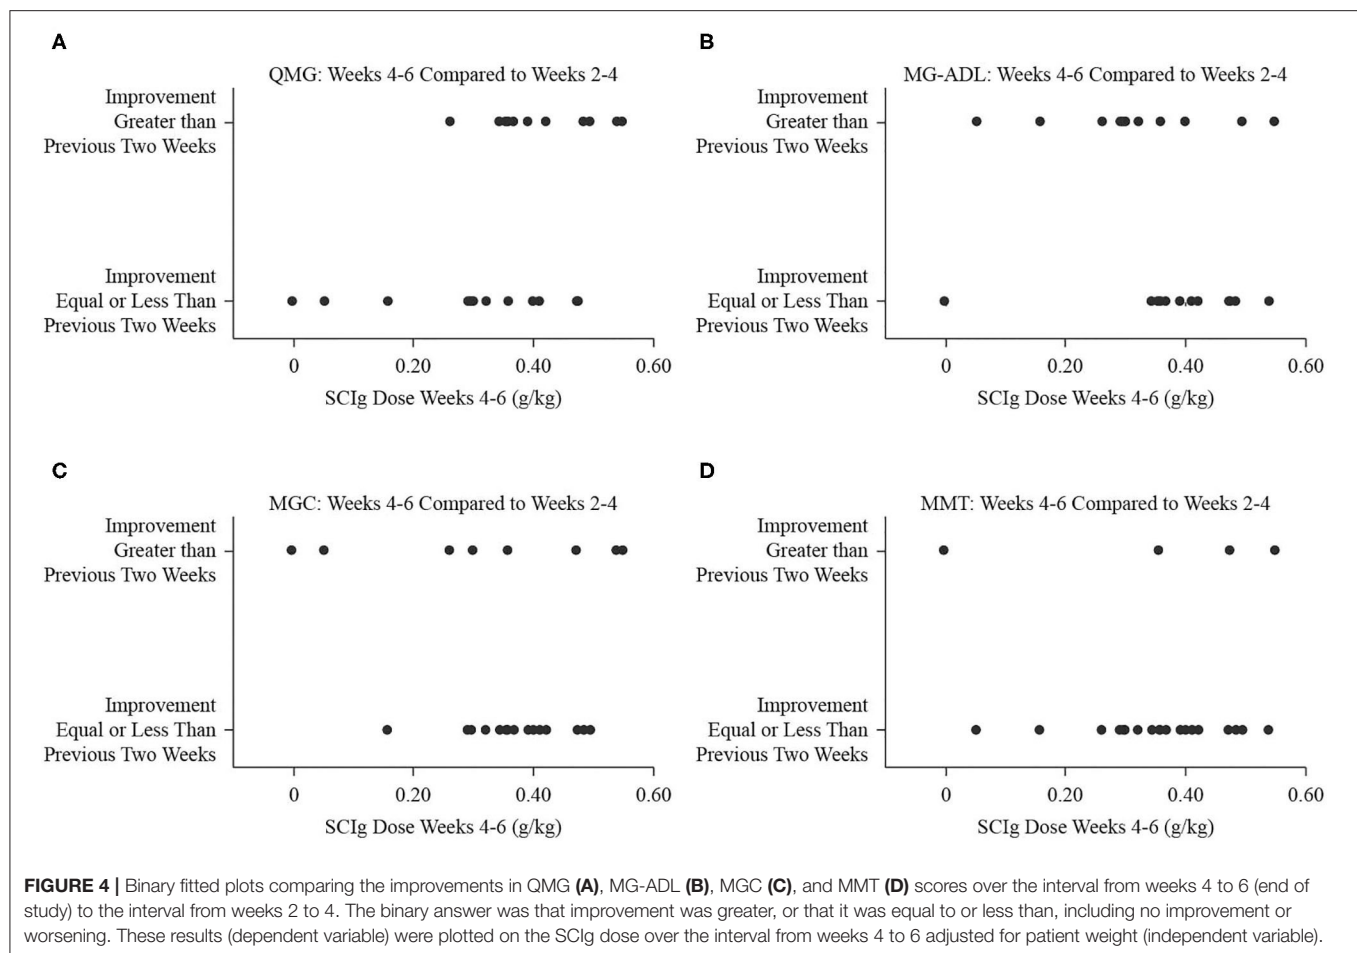 A
QMG: Weeks 4-6 Compared to Weeks 2-4
Improvement
Greater than
Previous Two Weeks
Improvement
Equal or Less Than
Previous Two Weeks
0 0.20 0.40 0.60
SCIg Dose Weeks 4-6 (g/kg)
B
MG-ADL: Weeks 4-6 Compared to Weeks 2-4
Improvement
Greater than
Previous Two Weeks
Improvement
Equal or Less Than
Previous Two Weeks
0 0.20 0.40 0.60
SCIg Dose Weeks 4-6 (g/kg)
C
MGC: Weeks 4-6 Compared to Weeks 2-4
Improvement
Greater than
Previous Two Weeks
Improvement
Equal or Less Than
Previous Two Weeks
0 0.20 0.40 0.60
SCIg Dose Weeks 4-6 (g/kg)
D
MMT: Weeks 4-6 Compared to Weeks 2-4
Improvement
Greater than
Previous Two Weeks
Improvement
Equal or Less Than
Previous Two Weeks
0 0.20 0.40 0.60
SCIg Dose Weeks 4-6 (g/kg)
FIGURE 4 | Binary fitted plots comparing the improvements in QMG (A), MG-ADL (B), MGC (C), and MMT (D) scores over the interval from weeks 4 to 6 (end of
study) to the interval from weeks 2 to 4. The binary answer was that improvement was greater, or that it was equal to or less than, including no improvement or
worsening. These results (dependent variable) were plotted on the SCIg dose over the interval from weeks 4 to 6 adjusted for patient weight (independent variable).